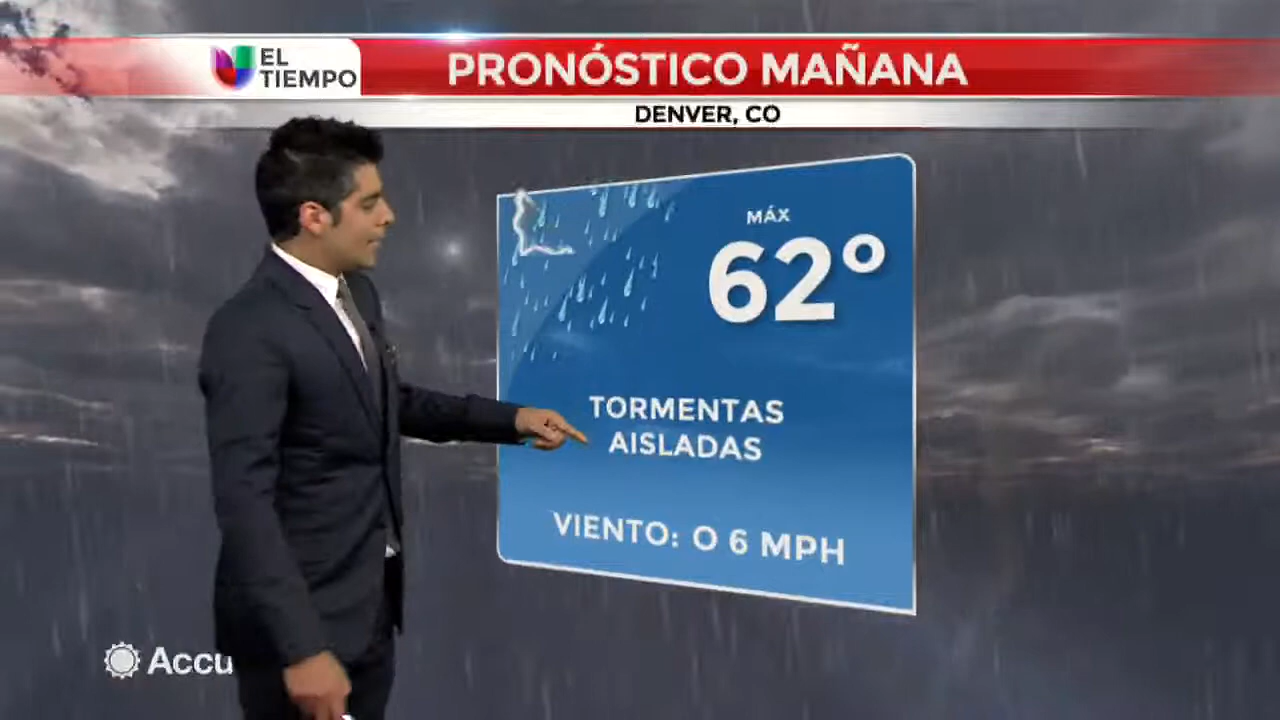 EL
TIEMPO
PRONÓSTICO MAÑANA
DENVER, CO
MÁX
62°
TORMENTAS
AISLADAS
VIENTO: O 6 MPH
Accu